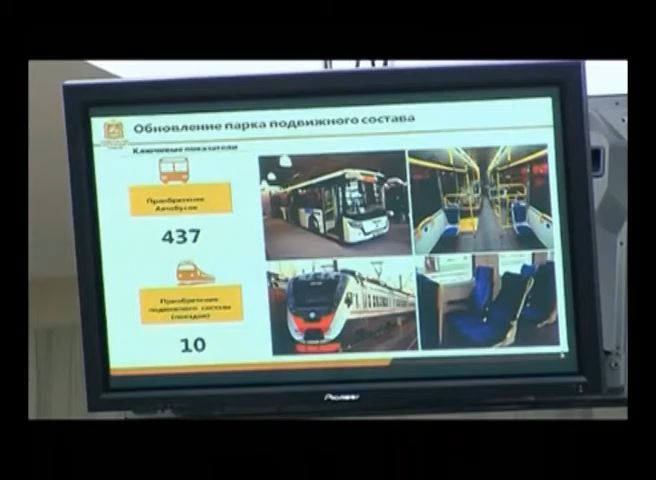 Обновление парка подвижного состава
Ключевые показатели
Приобретение
Автобусов
437
Приобретение
подвижного состава
(поездов)
10
Pioneer